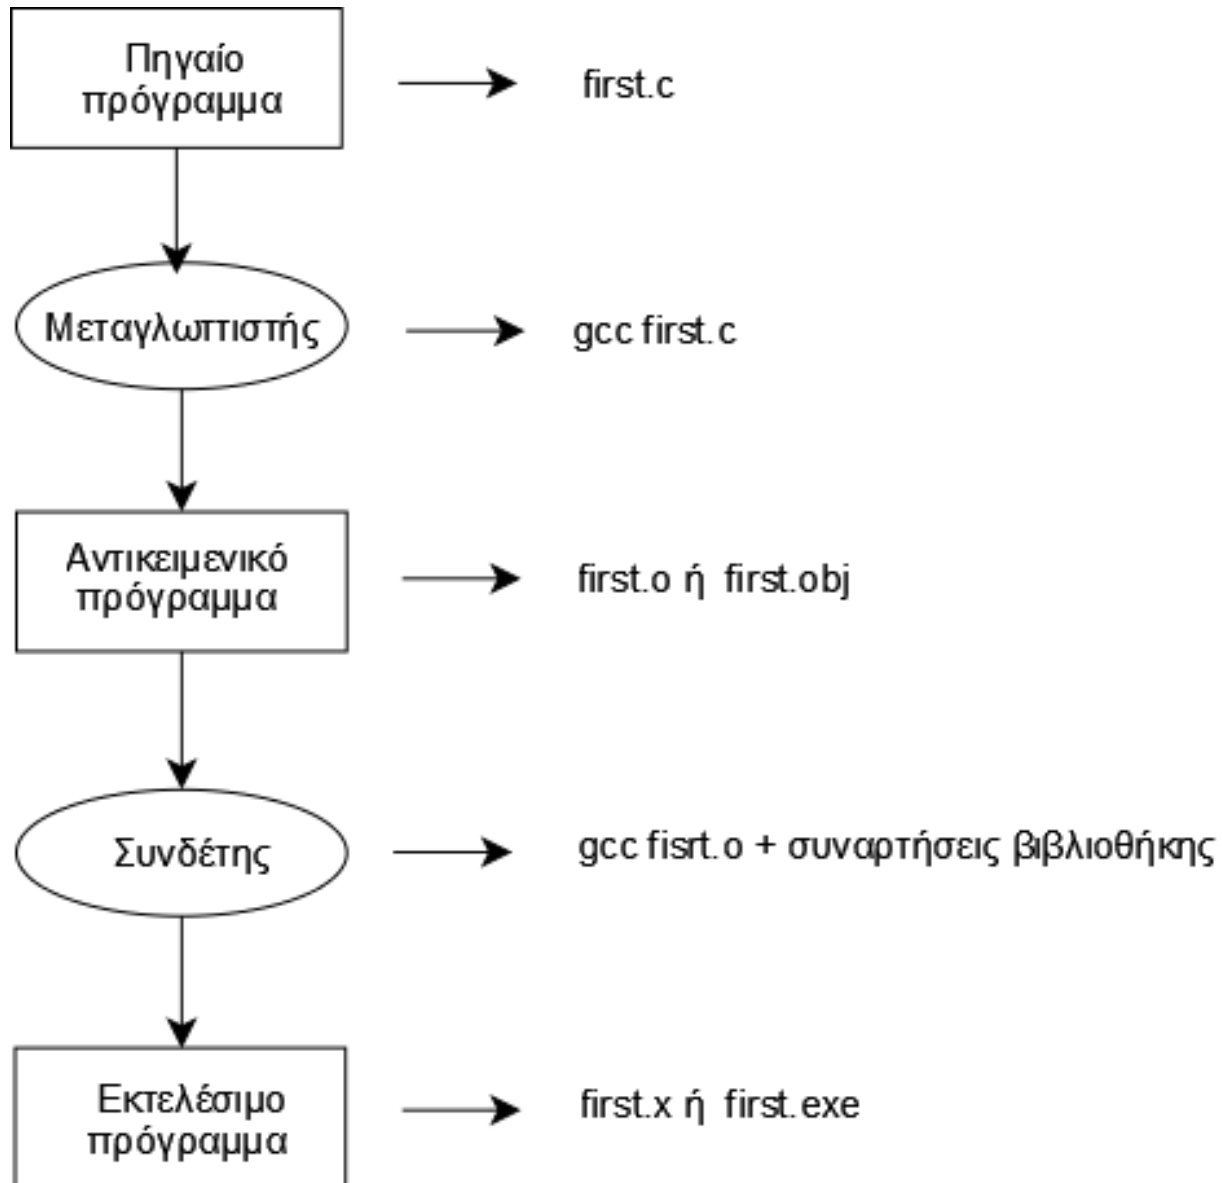 Πηγαίο
πρόγραμμα
first.c
Μεταγλωττιστής
gcc first.c
Αντικειμενικό
πρόγραμμα
first.o ή first.obj
Συνδέτης
gcc fisrt.o + συναρτήσεις βιβλιοθήκης
Εκτελέσιμο
πρόγραμμα
first.x ή first.exe